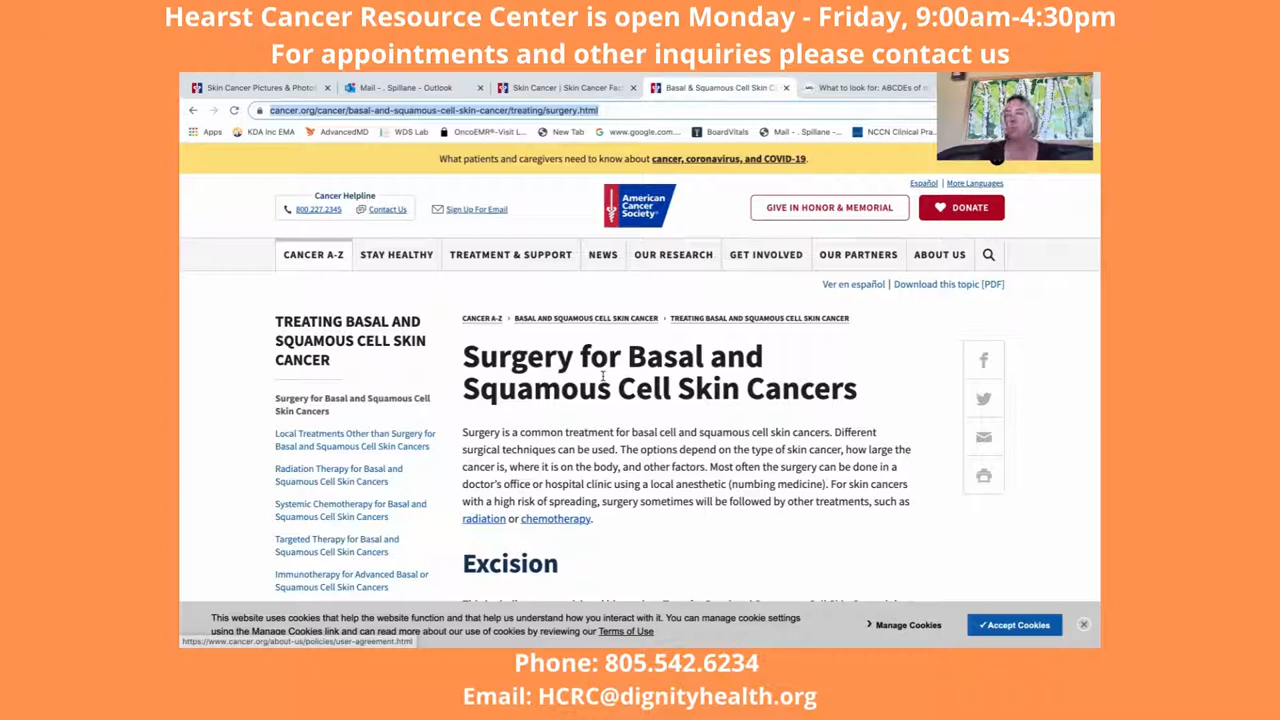 Hearst Cancer Resource Center is open Monday - Friday, 9:00am-4:30pm
For appointments and other inquiries please contact us
Skin Cancer Pictures & Photo
Mail - . Spillane - Outlook
Skin Cancer | Skin Cancer Fac
Basal & Squamous Cell Skin C
What to look for: ABCDEs of m
cancer.org/cancer/basal-and-squamous-cell-skin-cancer/treating/surgery.html
Apps
KDA Inc EMA
AdvancedMD
WDS Lab
OncoEMR®-Visit L...
New Tab
www.google.com...
BoardVitals
Mail - . Spillane -...
NCCN Clinical Pra...
What patients and caregivers need to know about cancer, coronavirus, and COVID-19.
Español | More Languages
Cancer Helpline
800.227.2345
Contact Us
Sign Up For Email
American
Cancer
Society®
GIVE IN HONOR & MEMORIAL
DONATE
CANCER A-Z
STAY HEALTHY
TREATMENT & SUPPORT
NEWS
OUR RESEARCH
GET INVOLVED
OUR PARTNERS
ABOUT US
Ver en español | Download this topic [PDF]
TREATING BASAL AND
SQUAMOUS CELL SKIN
CANCER
Surgery for Basal and Squamous Cell
Skin Cancers
Local Treatments Other than Surgery for
Basal and Squamous Cell Skin Cancers
Radiation Therapy for Basal and
Squamous Cell Skin Cancers
Systemic Chemotherapy for Basal and
Squamous Cell Skin Cancers
Targeted Therapy for Basal and
Squamous Cell Skin Cancers
Immunotherapy for Advanced Basal or
Squamous Cell Skin Cancers
CANCER A-Z › BASAL AND SQUAMOUS CELL SKIN CANCER › TREATING BASAL AND SQUAMOUS CELL SKIN CANCER
Surgery for Basal and
Squamous Cell Skin Cancers
Surgery is a common treatment for basal cell and squamous cell skin cancers. Different
surgical techniques can be used. The options depend on the type of skin cancer, how large the
cancer is, where it is on the body, and other factors. Most often the surgery can be done in a
doctor's office or hospital clinic using a local anesthetic (numbing medicine). For skin cancers
with a high risk of spreading, surgery sometimes will be followed by other treatments, such as
radiation or chemotherapy.
Excision
This website uses cookies that help the website function and that help us understand how you interact with it. You can manage cookie settings
using the Manage Cookies link and can read more about our use of cookies by reviewing our Terms of Use
Manage Cookies
✓Accept Cookies
https://www.cancer.org/about-us/policies/user-agreement.html
Phone: 805.542.6234
Email: HCRC@dignityhealth.org